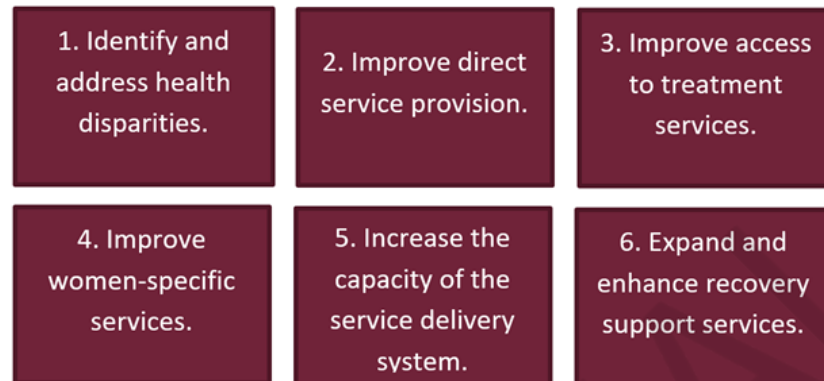 1. Identify and
address health
disparities.
2. Improve direct
service provision.
3. Improve access
to treatment
services.
4. Improve
women-specific
services.
5. Increase the
capacity of the
service delivery
system.
6. Expand and
enhance recovery
support services.